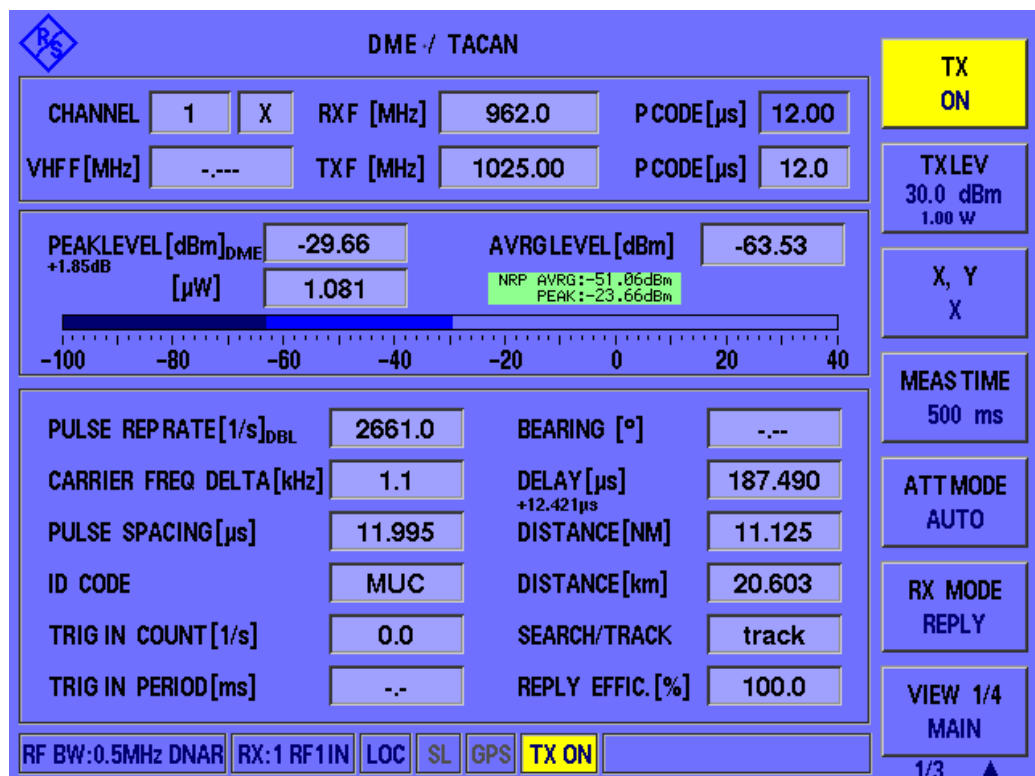 R&S
DME / TACAN
CHANNEL 1 X RXF [MHz] 962.0 P CODE[µs] 12.00
VHF F[MHz] -.--- TXF [MHz] 1025.00 P CODE[µs] 12.0
PEAKLEVEL[dBm]DME -29.66 AVRGLEVEL[dBm] -63.53
+1.85dB
[µW] 1.081
NRP AVRG:-51.06dBm
PEAK:-23.66dBm
-100 -80 -60 -40 -20 0 20 40
PULSE REPRATE[1/s]DBL 2661.0 BEARING [°] -.--
CARRIER FREQ DELTA[kHz] 1.1 DELAY[µs] 187.490
+12.421µs
PULSE SPACING[µs] 11.995 DISTANCE[NM] 11.125
ID CODE MUC DISTANCE[km] 20.603
TRIG IN COUNT[1/s] 0.0 SEARCH/TRACK track
TRIG IN PERIOD[ms] -.- REPLY EFFIC.[%] 100.0
RF BW:0.5MHz DNAR RX:1 RF1IN LOC SL GPS TX ON
TX
ON
TXLEV
30.0 dBm
1.00 W
X, Y
X
MEAS TIME
500 ms
ATT MODE
AUTO
RX MODE
REPLY
VIEW 1/4
MAIN
1/3 ▲